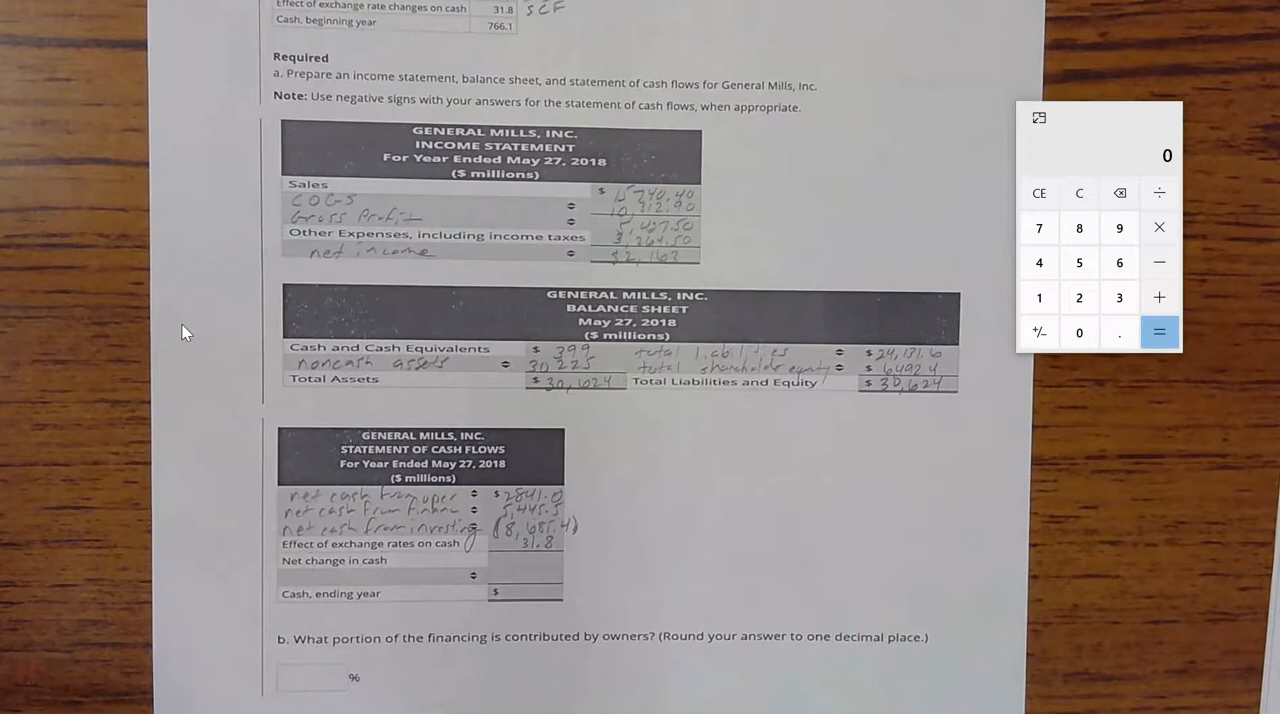 Effect of exchange rate changes on cash 31.8 SCF
Cash, beginning year 766.1
Required
a. Prepare an income statement, balance sheet, and statement of cash flows for General Mills, Inc.
Note: Use negative signs with your answers for the statement of cash flows, when appropriate.
GENERAL MILLS, INC.
INCOME STATEMENT
For Year Ended May 27, 2018
($ millions)
Sales $ 15 740.40
COGS 10,312.90
Gross Profit 5,427.50
Other Expenses, including income taxes 3,264.50
net income $2,163
GENERAL MILLS, INC.
BALANCE SHEET
May 27, 2018
($ millions)
Cash and Cash Equivalents $ 399 total liabilities $24,131.6
noncash assets 30 225 total shareholder equity $ 6492 4
Total Assets $ 30,624 Total Liabilities and Equity $ 30,624
GENERAL MILLS, INC.
STATEMENT OF CASH FLOWS
For Year Ended May 27, 2018
($ millions)
net cash from oper $2841.0
net cash from financ 5,445.5
net cash from investing (8,685.4)
Effect of exchange rates on cash 31.8
Net change in cash
Cash, ending year $
b. What portion of the financing is contributed by owners? (Round your answer to one decimal place.)
%
0
CE C ⌫ ÷
7 8 9 ×
4 5 6 −
1 2 3 +
+/− 0 . =